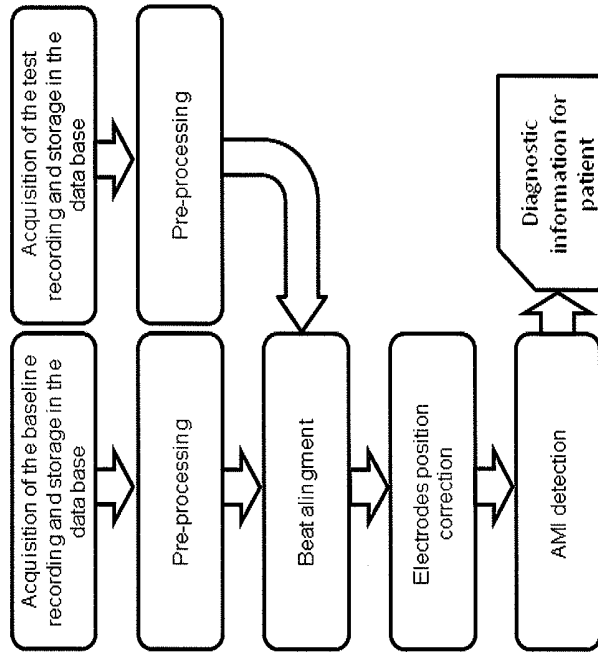 Acquisition of the baseline
recording and storage in the
data base
Acquisition of the test
recording and storage in the
data base
Pre-processing
Pre-processing
Beat alingment
Electrodes position
correction
AMI detection
Diagnostic
information for
patient